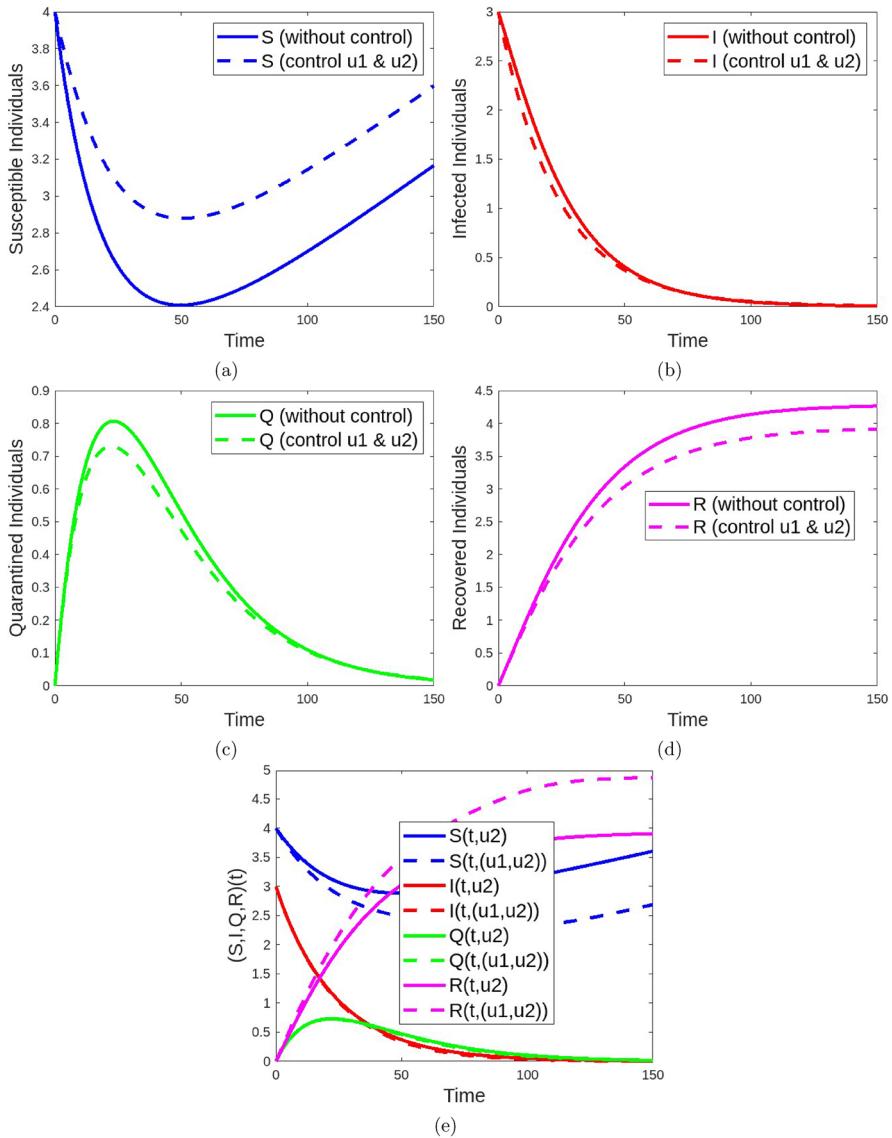 4
3.8
3.6
3.4
3.2
3
2.8
2.6
2.4
0
50
100
150
Susceptible Individuals
Time
S (without control)
S (control u1 & u2)
(a)
3
2.5
2
1.5
1
0.5
0
0
50
100
150
Infected Individuals
Time
I (without control)
I (control u1 & u2)
(b)
0.9
0.8
0.7
0.6
0.5
0.4
0.3
0.2
0.1
0
0
50
100
150
Quarantined Individuals
Time
Q (without control)
Q (control u1 & u2)
(c)
4.5
4
3.5
3
2.5
2
1.5
1
0.5
0
0
50
100
150
Recovered Individuals
Time
R (without control)
R (control u1 & u2)
(d)
5
4.5
4
3.5
3
2.5
2
1.5
1
0.5
0
0
50
100
150
(S,I,Q,R)(t)
Time
S(t,u2)
S(t,(u1,u2))
I(t,u2)
I(t,(u1,u2))
Q(t,u2)
Q(t,(u1,u2))
R(t,u2)
R(t,(u1,u2))
(e)